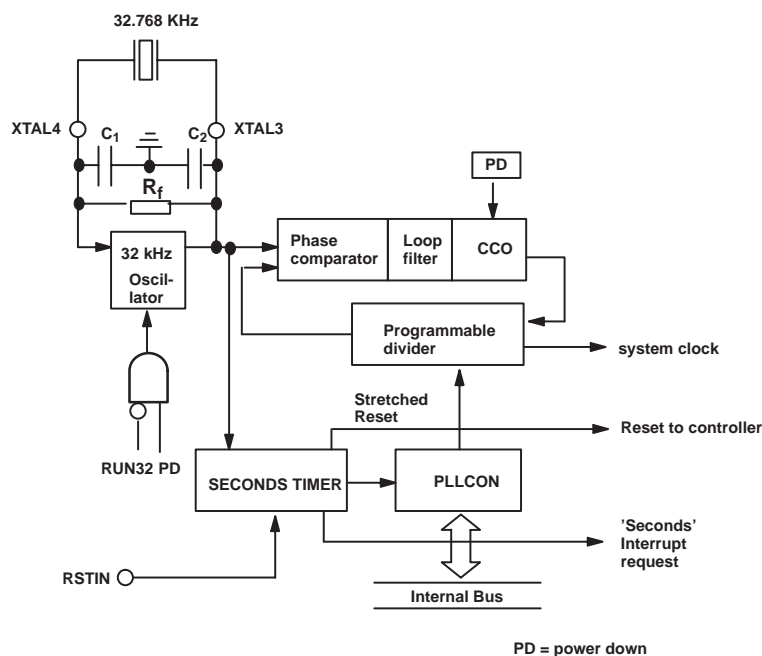 32.768 KHz
XTAL4
C1
C2
XTAL3
Rf
PD
32 kHz
Oscil-
lator
Phase
comparator
Loop
filter
CCO
Programmable
divider
system clock
Stretched
Reset
Reset to controller
RUN32 PD
SECONDS TIMER
PLLCON
'Seconds'
Interrupt
request
RSTIN
Internal Bus
PD = power down